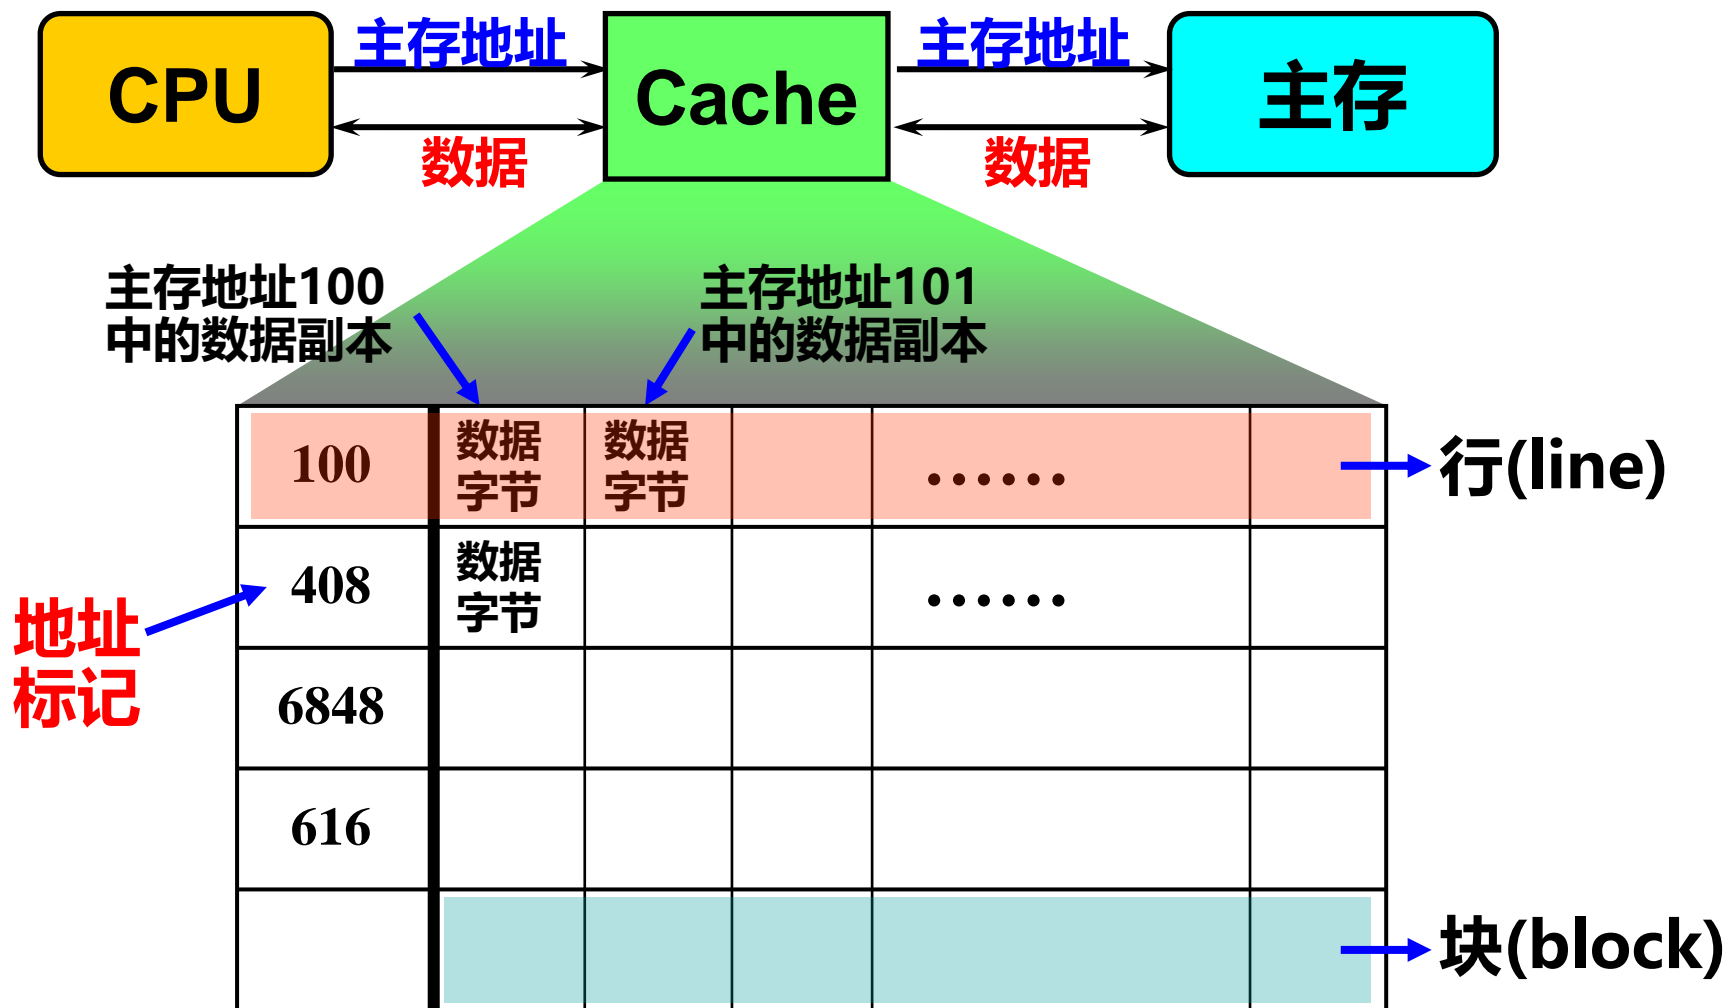 主存地址
主存地址
CPU
Cache
主存
数据
数据
主存地址100
中的数据副本
主存地址101
中的数据副本
100
数据
字节
数据
字节
······
行(line)
408
数据
字节
······
地址
标记
6848
616
块(block)